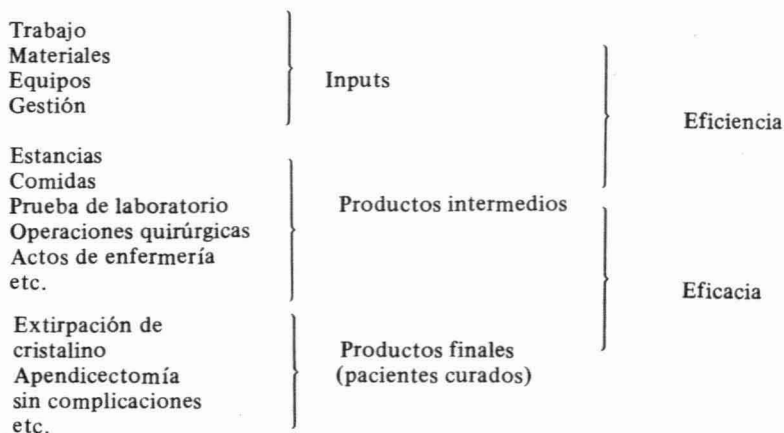 Trabajo
Materiales
Equipos
Gestión
Inputs
Eficiencia
Estancias
Comidas
Prueba de laboratorio
Operaciones quirúrgicas
Actos de enfermería
etc.
Productos intermedios
Eficacia
Extirpación de
cristalino
Apendicectomía
sin complicaciones
etc.
Productos finales
(pacientes curados)